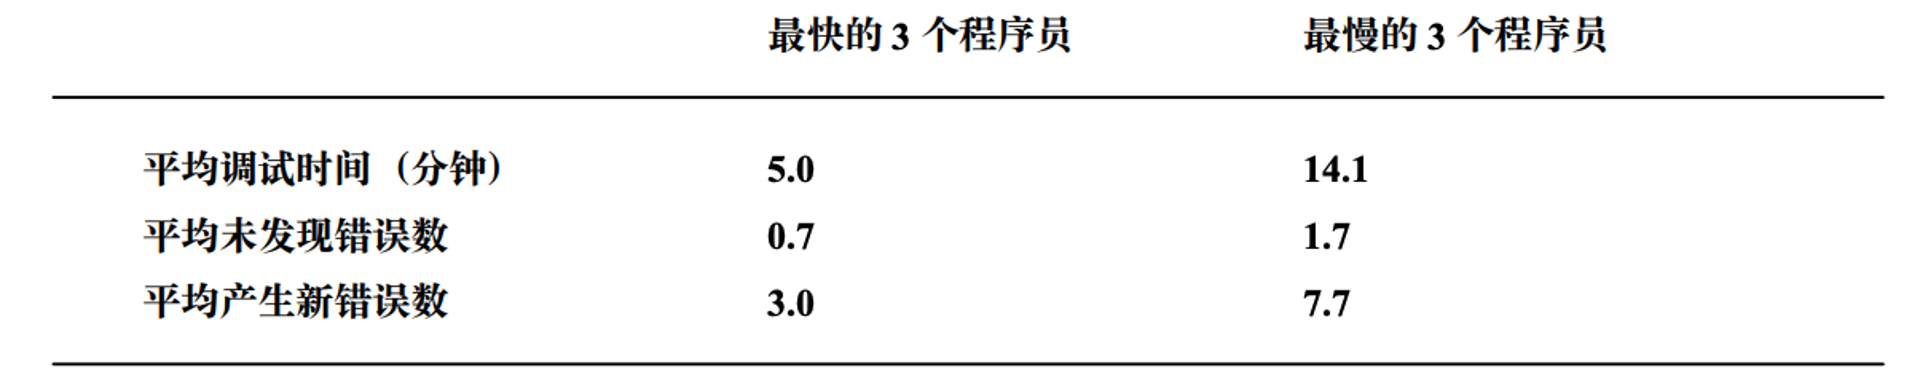 最快的 3 个程序员 最慢的 3 个程序员
平均调试时间（分钟） 5.0 14.1
平均未发现错误数 0.7 1.7
平均产生新错误数 3.0 7.7